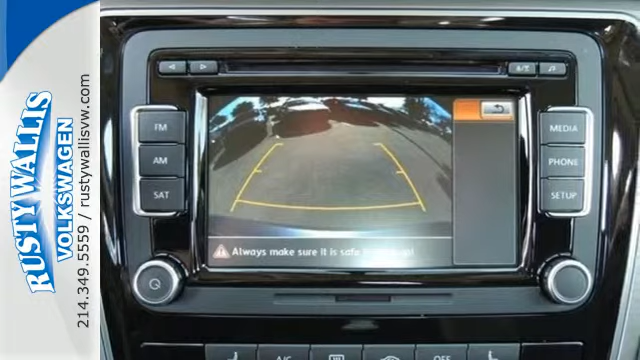 RUSTY WALLIS
VOLKSWAGEN
214.349.5559 / rustywallisvw.com
FM
AM
SAT
MEDIA
PHONE
SETUP
Always make sure it is safe
A/C
OFF